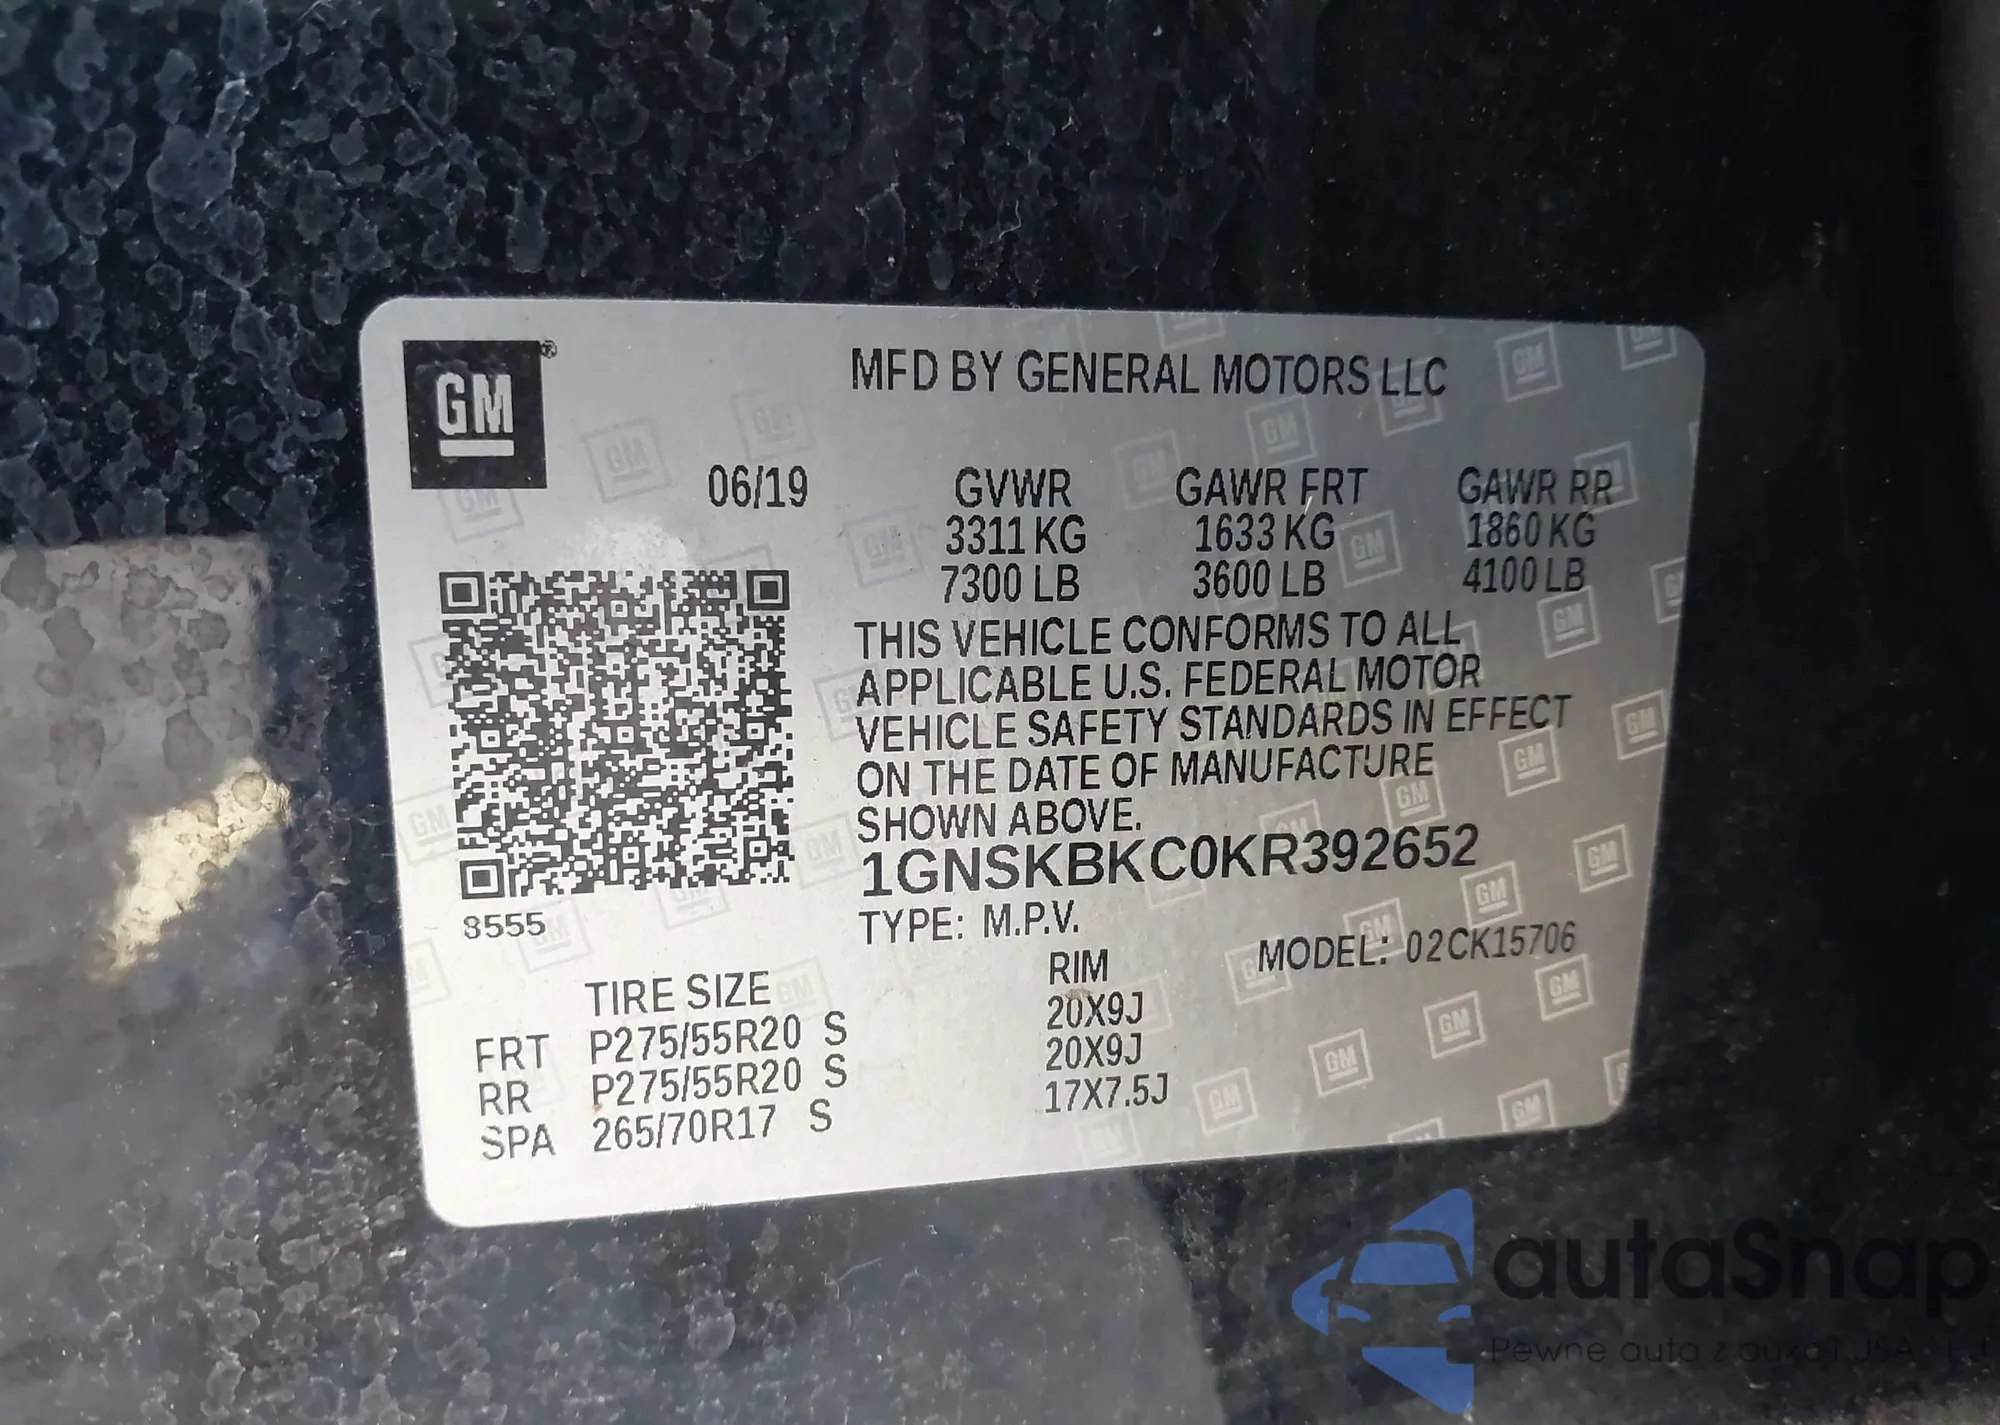 GM
MFD BY GENERAL MOTORS LLC
06/19 GVWR GAWR FRT GAWR RR
3311 KG 1633 KG 1860 KG
7300 LB 3600 LB 4100 LB
THIS VEHICLE CONFORMS TO ALL
APPLICABLE U.S. FEDERAL MOTOR
VEHICLE SAFETY STANDARDS IN EFFECT
ON THE DATE OF MANUFACTURE
SHOWN ABOVE.
1GNSKBKC0KR392652
8555
TYPE: M.P.V. MODEL: 02CK15706
TIRE SIZE RIM
FRT P275/55R20 S 20X9J
RR P275/55R20 S 20X9J
SPA 265/70R17 S 17X7.5J
autaSnap
Pewne auta z